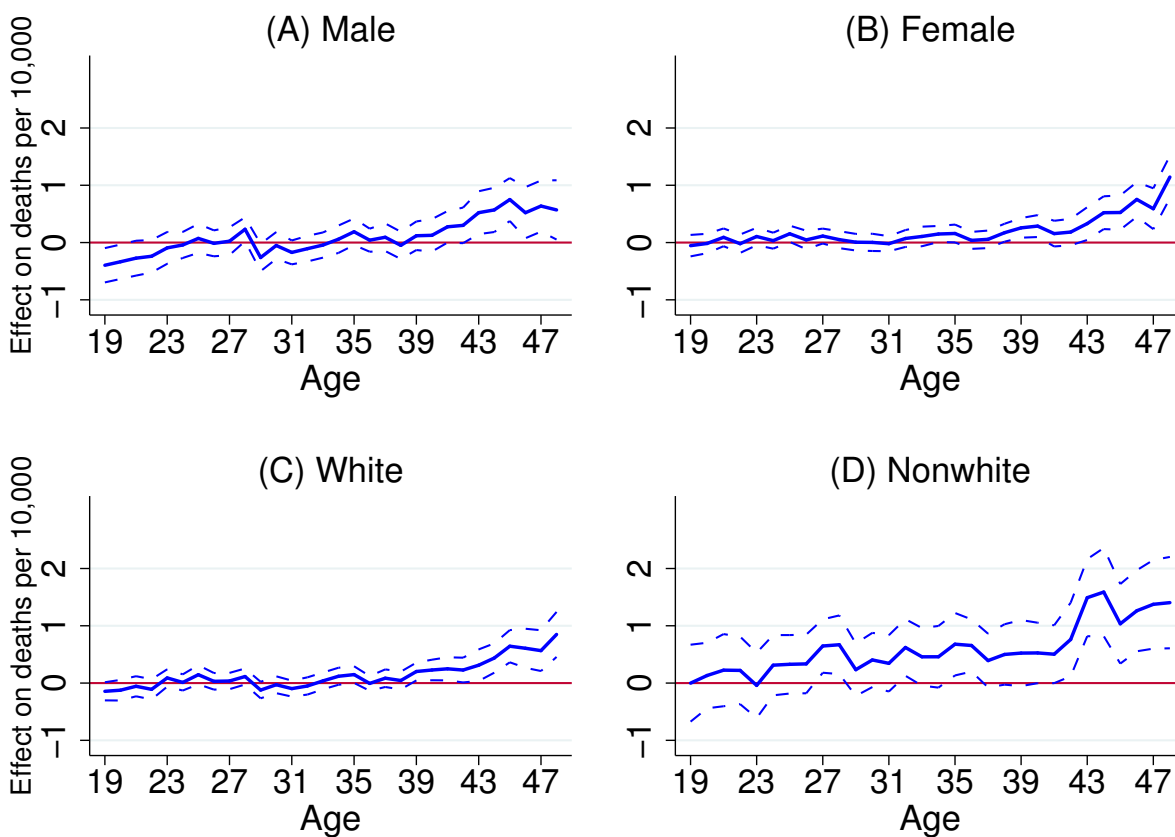 (A) Male
Effect on deaths per 10,000
2
1
0
−1
19 23 27 31 35 39 43 47
Age
(B) Female
2
1
0
−1
19 23 27 31 35 39 43 47
Age
(C) White
Effect on deaths per 10,000
2
1
0
−1
19 23 27 31 35 39 43 47
Age
(D) Nonwhite
2
1
0
−1
19 23 27 31 35 39 43 47
Age